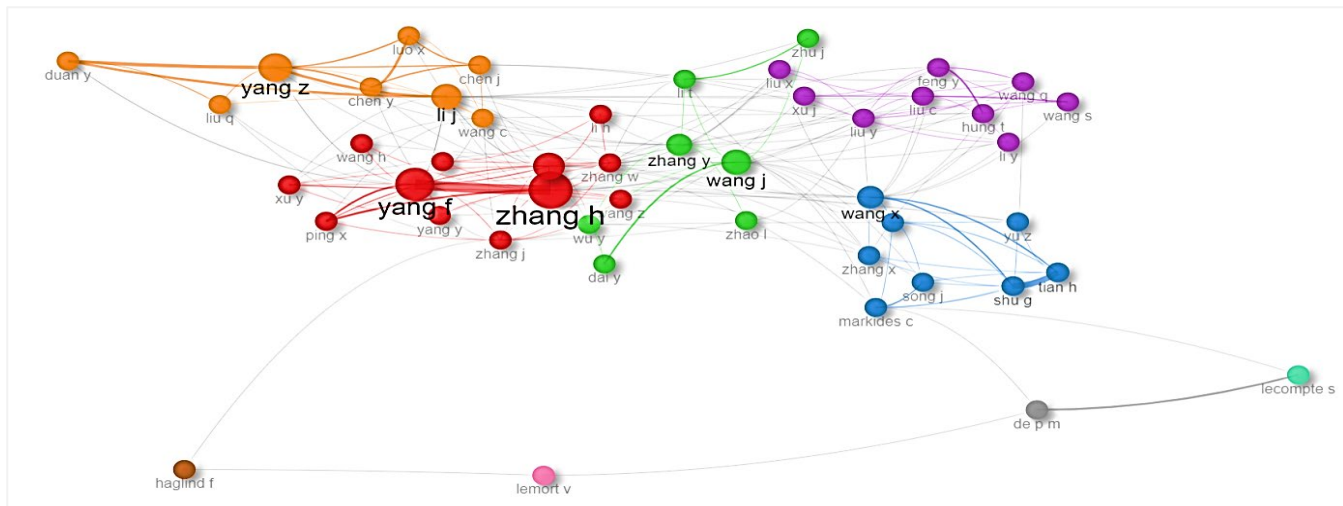 luo x
zhu j
duan y
yang z
chen j
liu x
feng y
li t
wang q
chen y
liu q
li j
xu j
liu c
wang s
wang c
li n
liu y
hung t
wang h
zhang y
li y
zhang w
wang j
xu y
yang f
zhang h
yang z
wang x
ping x
yang y
wu y
zhao l
yu z
zhang j
zhang x
dai y
song j
shu g
tian h
markides c
lecompte s
de p m
haglind f
lemort v